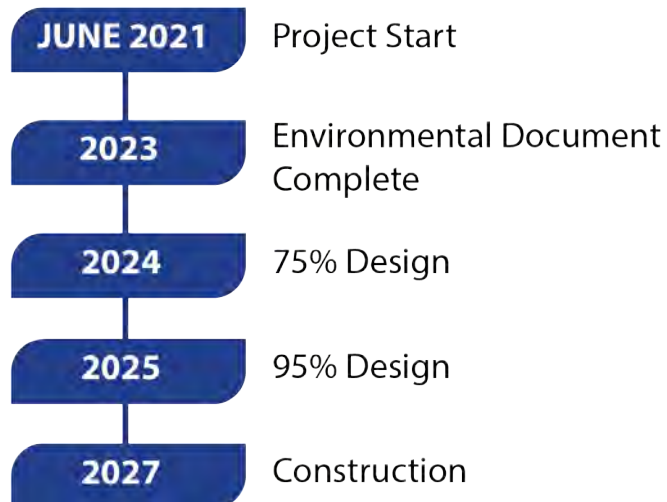 JUNE 2021 Project Start
2023 Environmental Document
Complete
2024 75% Design
2025 95% Design
2027 Construction